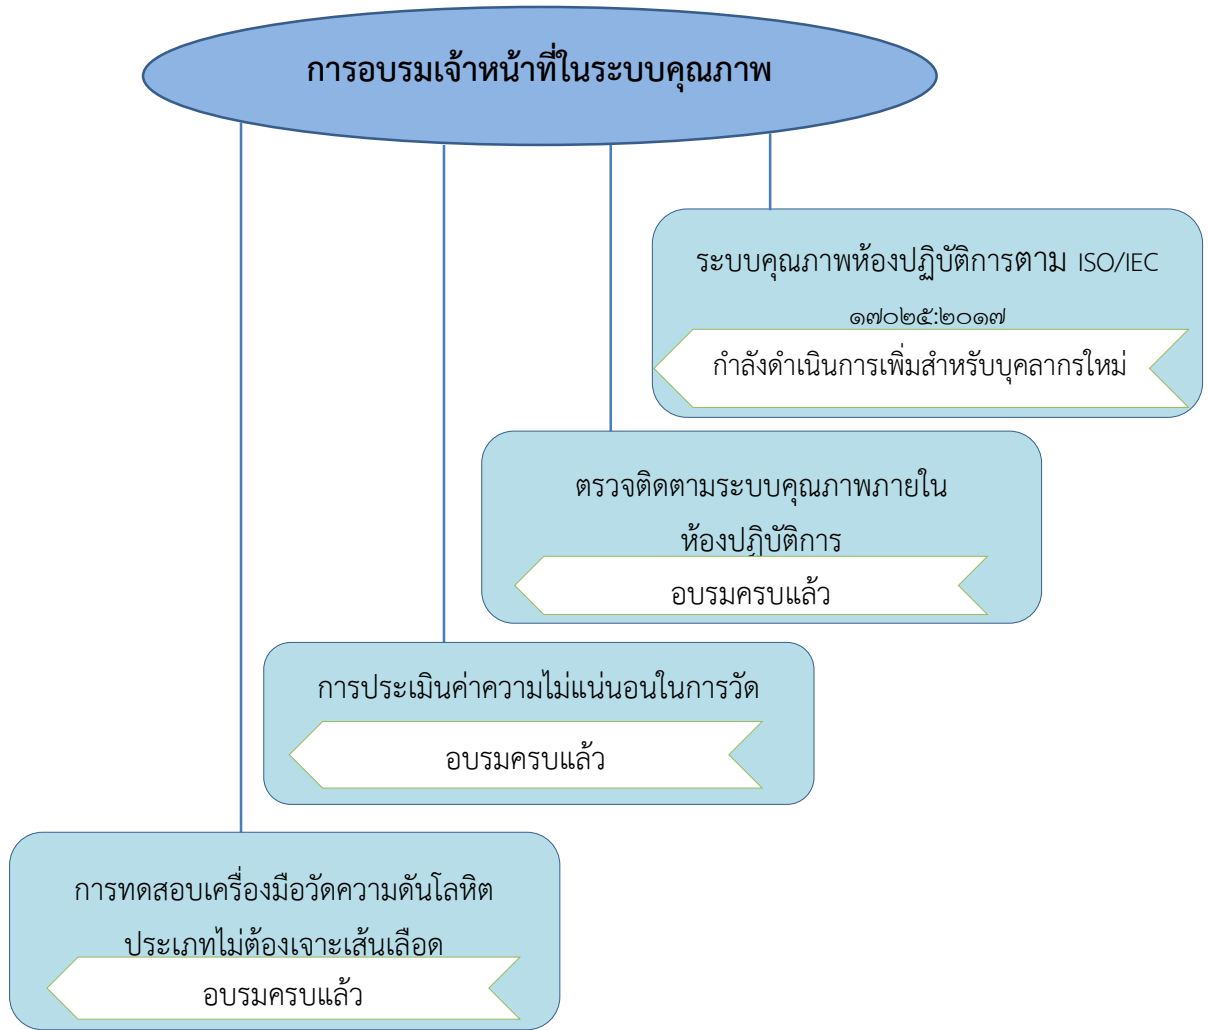 การอบรมเจ้าหน้าที่ในระบบคุณภาพ
ระบบคุณภาพห้องปฏิบัติการตาม ISO/IEC
๑๗๐๒๕:๒๐๑๗
กำลังดำเนินการเพิ่มสำหรับบุคลากรใหม่
ตรวจติดตามระบบคุณภาพภายใน
ห้องปฏิบัติการ
อบรมครบแล้ว
การประเมินค่าความไม่แน่นอนในการวัด
อบรมครบแล้ว
การทดสอบเครื่องมือวัดความดันโลหิต
ประเภทไม่ต้องเจาะเส้นเลือด
อบรมครบแล้ว